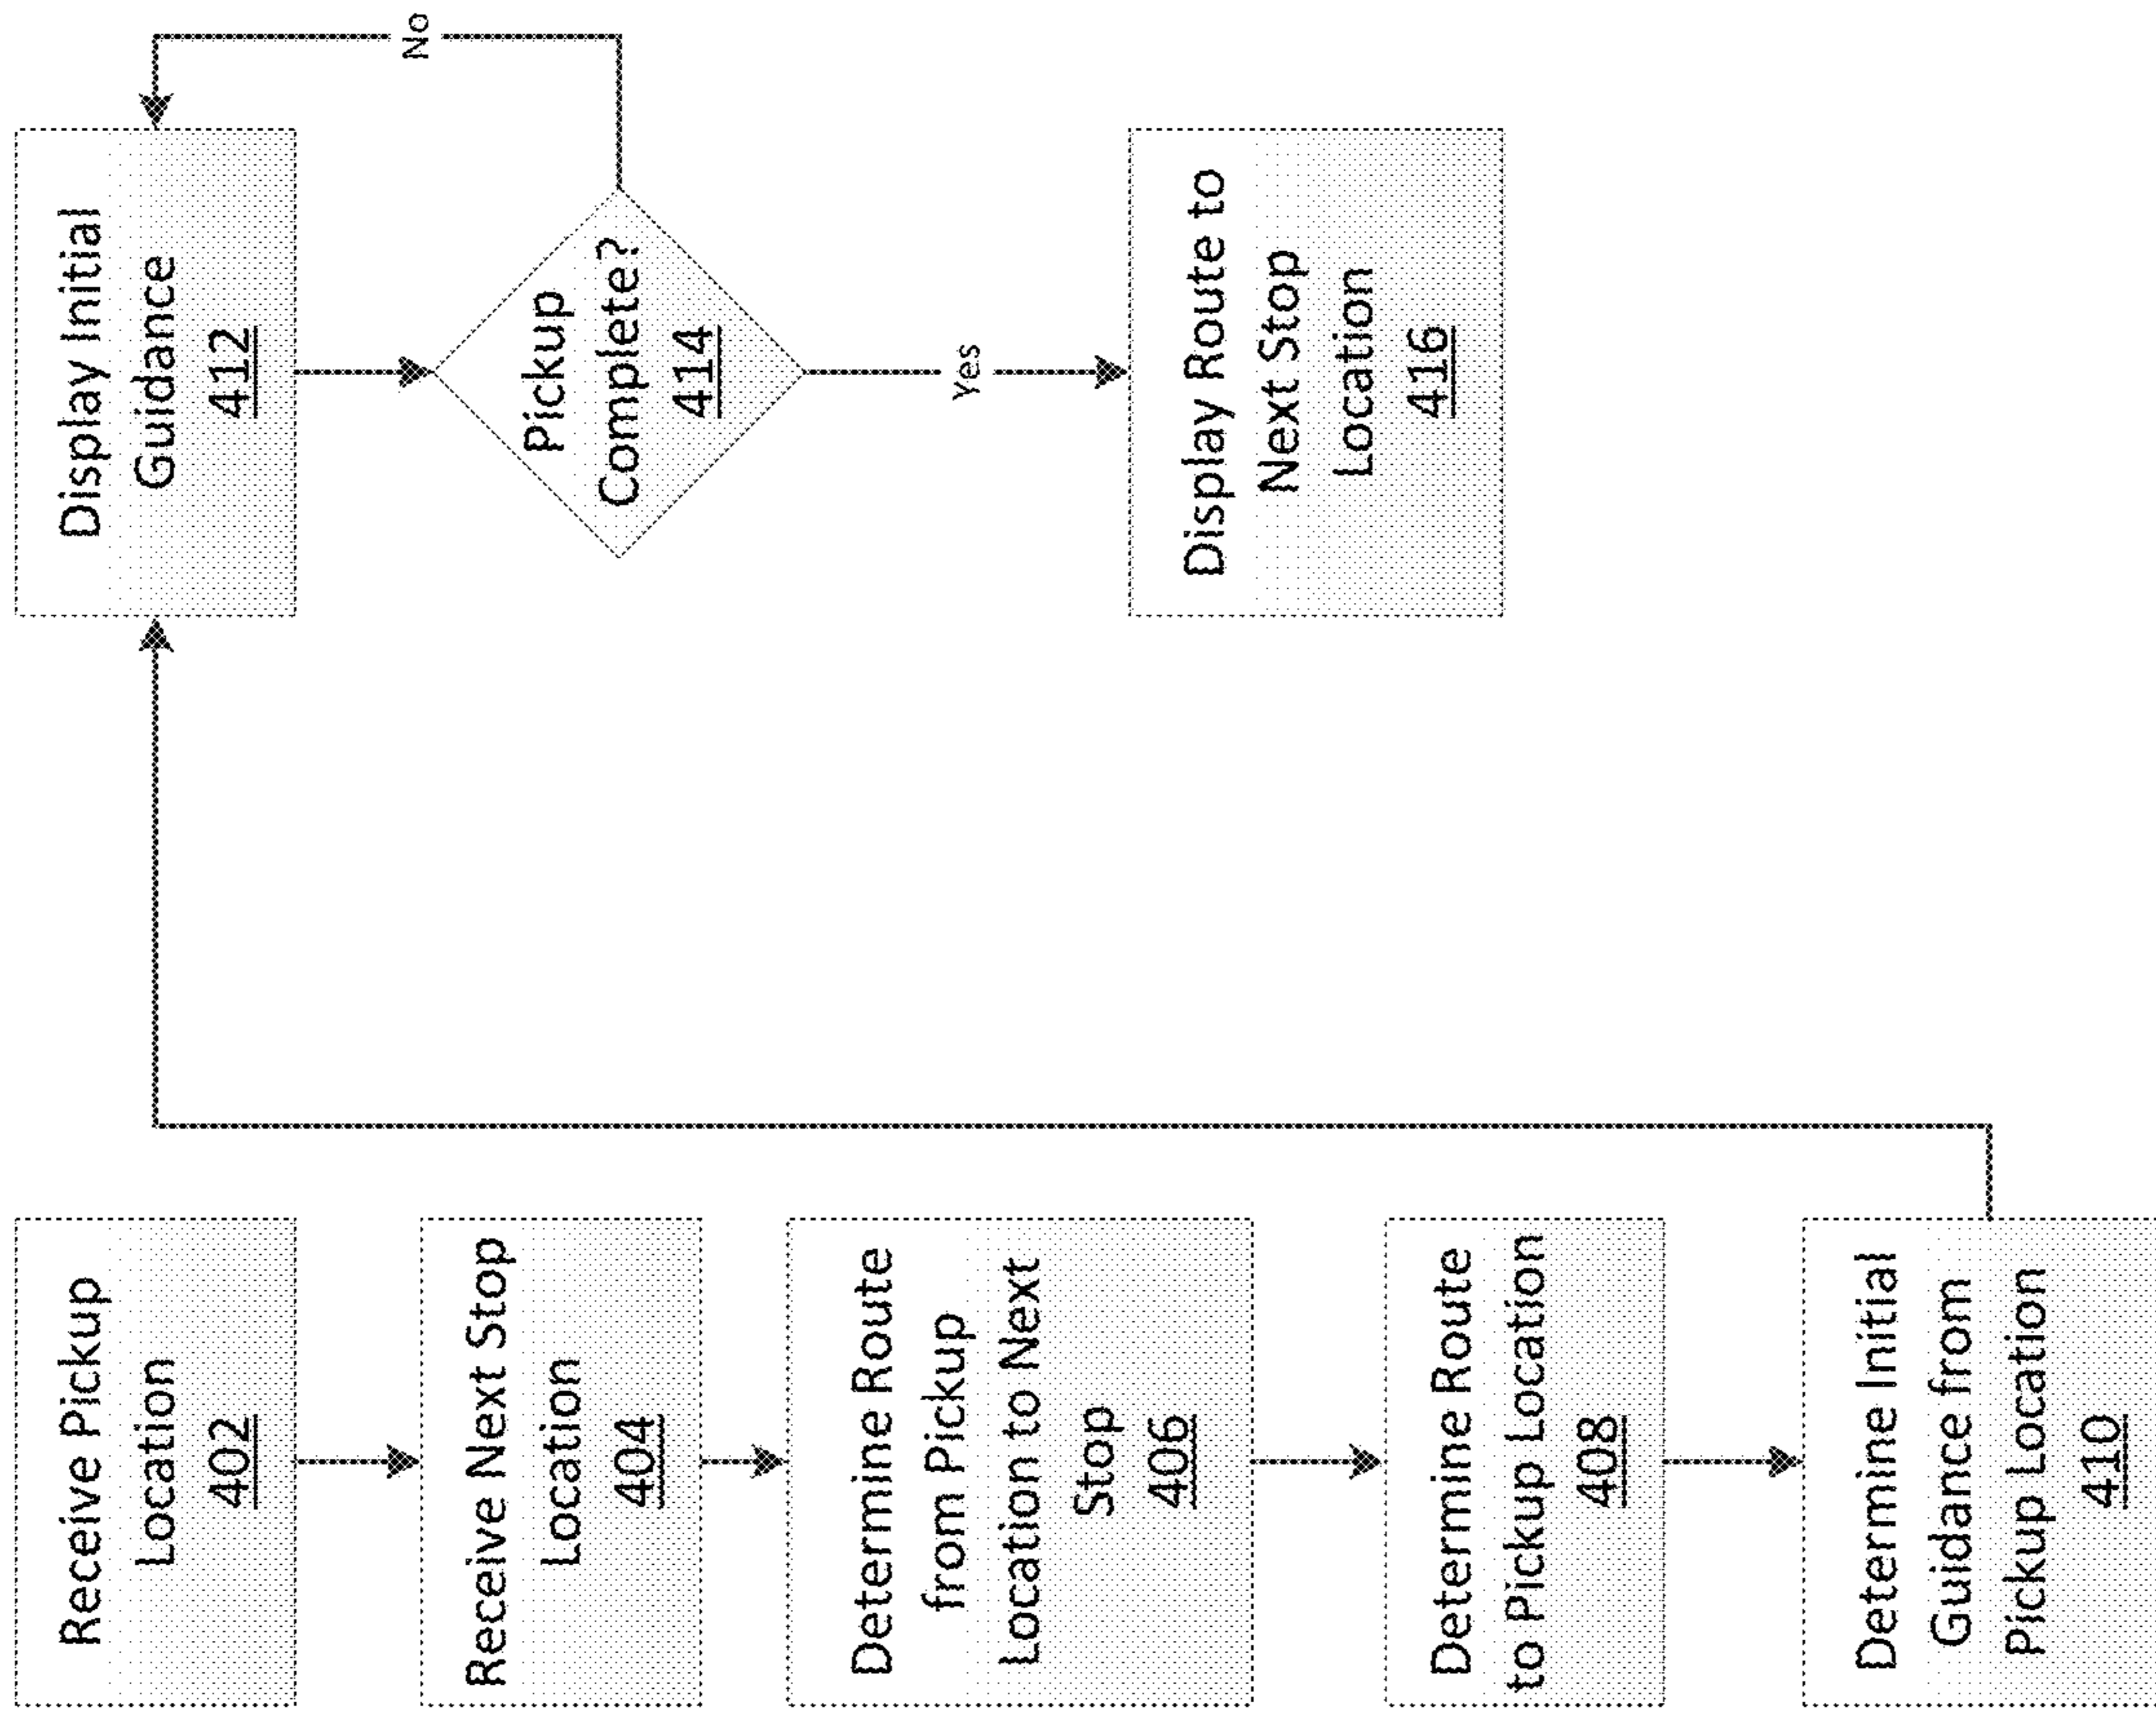 Receive Pickup
Location
402
Receive Next Stop
Location
404
Determine Route
from Pickup
Location to Next
Stop
406
Determine Route
to Pickup Location
408
Determine Initial
Guidance from
Pickup Location
410
Display Initial
Guidance
412
No
Pickup
Complete?
414
Yes
Display Route to
Next Stop
Location
416